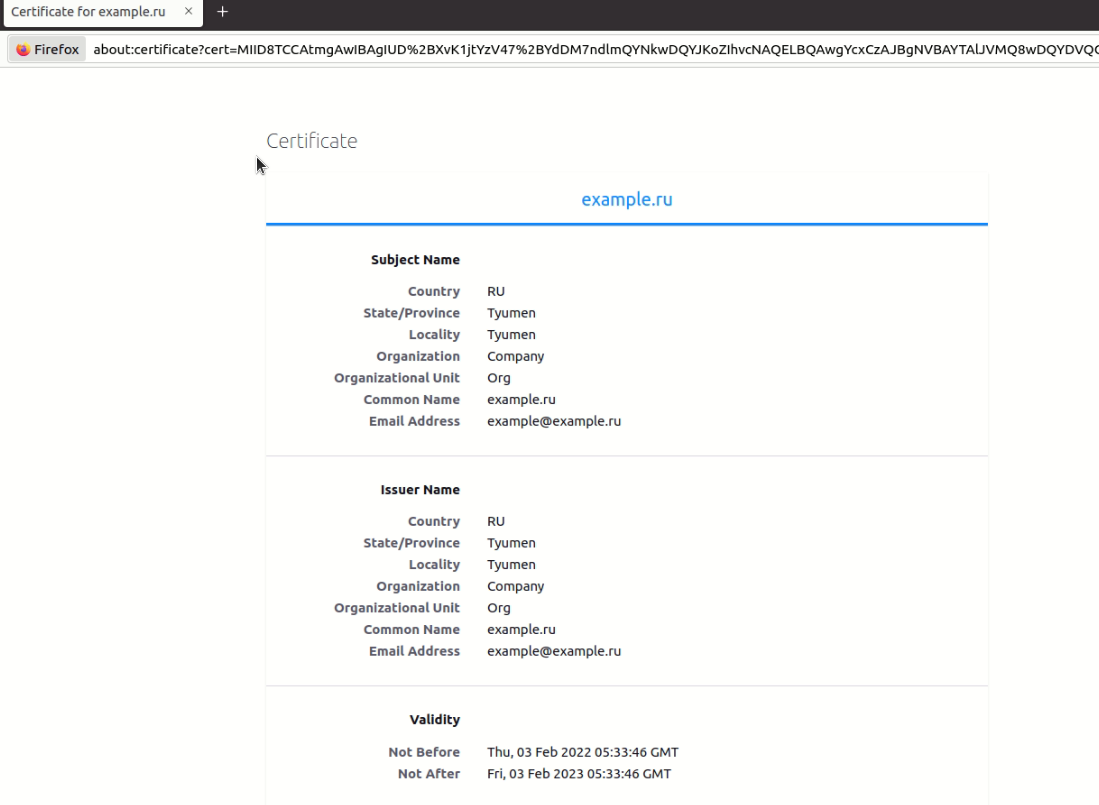 Certificate for example.ru × +
Firefox about:certificate?cert=MIID8TCCAtmgAwIBAgIUD%2BXvK1jtYzV47%2BYdDM7ndlmQYNkwDQYJKoZIhvcNAQELBQAwgYcxCzAJBgNVBAYTAlJVMQ8wDQYDVQQ
Certificate
example.ru
Subject Name
Country RU
State/Province Tyumen
Locality Tyumen
Organization Company
Organizational Unit Org
Common Name example.ru
Email Address example@example.ru
Issuer Name
Country RU
State/Province Tyumen
Locality Tyumen
Organization Company
Organizational Unit Org
Common Name example.ru
Email Address example@example.ru
Validity
Not Before Thu, 03 Feb 2022 05:33:46 GMT
Not After Fri, 03 Feb 2023 05:33:46 GMT